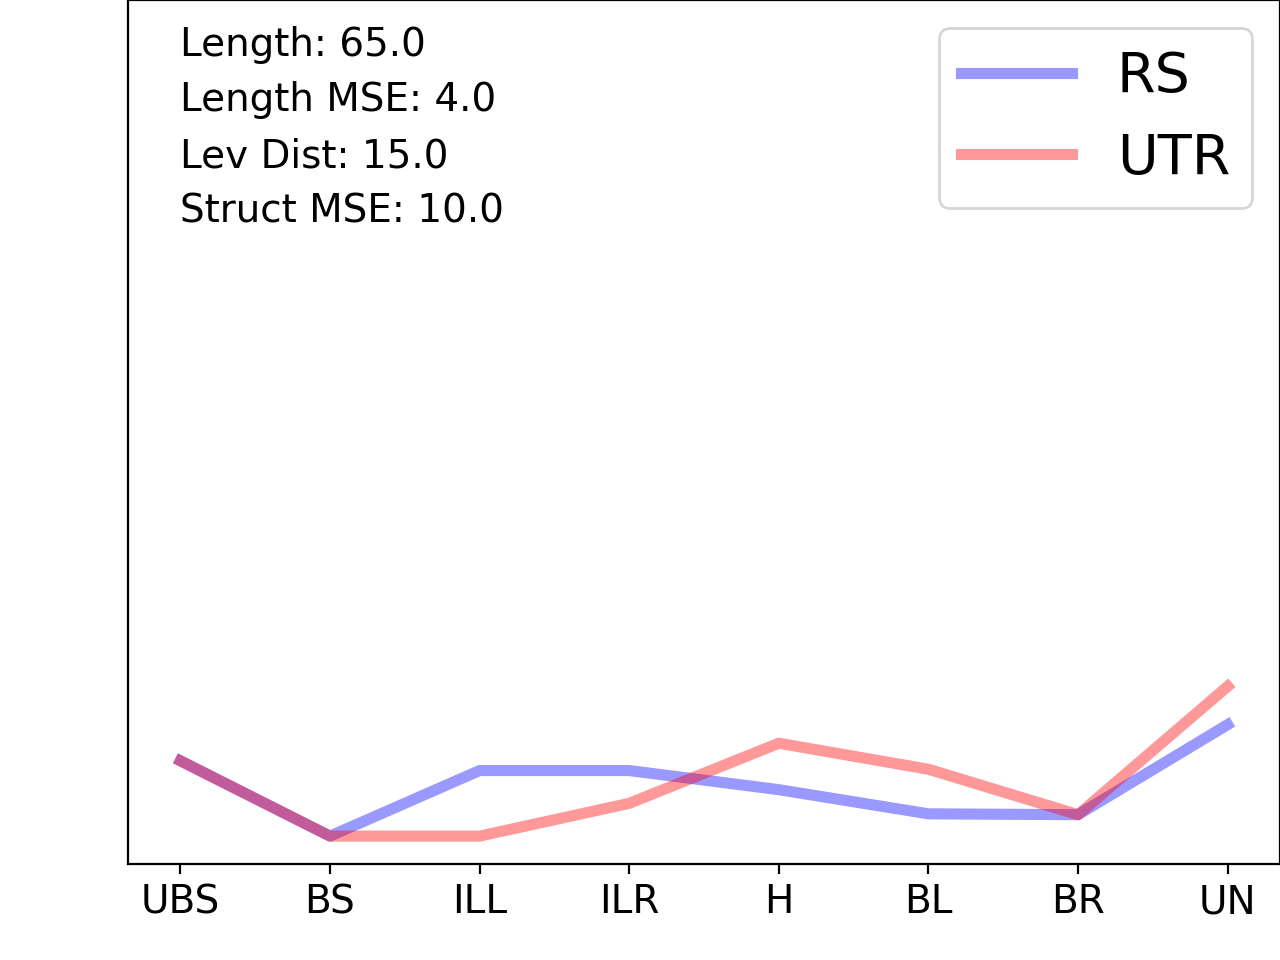 Length: 65.0
Length MSE: 4.0
Lev Dist: 15.0
Struct MSE: 10.0
RS
UTR
UBS BS ILL ILR H BL BR UN